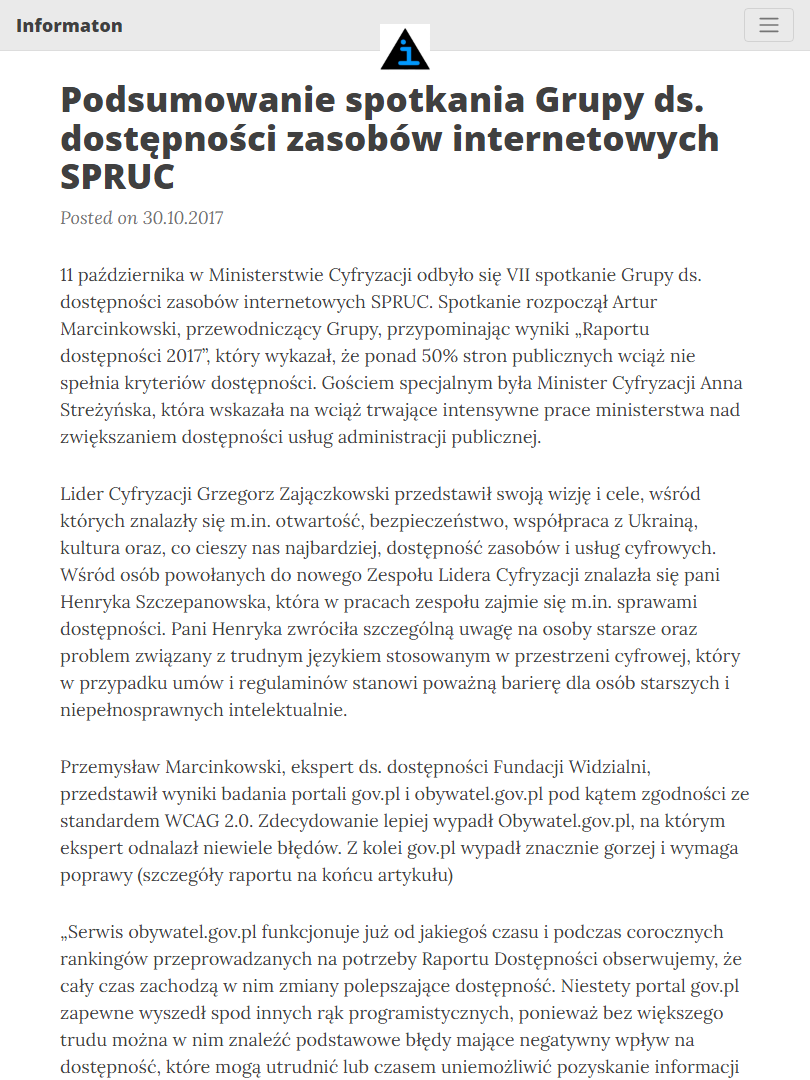 Informaton
i
Podsumowanie spotkania Grupy ds.
dostępności zasobów internetowych
SPRUC
Posted on 30.10.2017
11 października w Ministerstwie Cyfryzacji odbyło się VII spotkanie Grupy ds.
dostępności zasobów internetowych SPRUC. Spotkanie rozpoczął Artur
Marcinkowski, przewodniczący Grupy, przypominając wyniki „Raportu
dostępności 2017”, który wykazał, że ponad 50% stron publicznych wciąż nie
spełnia kryteriów dostępności. Gościem specjalnym była Minister Cyfryzacji Anna
Streżyńska, która wskazała na wciąż trwające intensywne prace ministerstwa nad
zwiększaniem dostępności usług administracji publicznej.
Lider Cyfryzacji Grzegorz Zajączkowski przedstawił swoją wizję i cele, wśród
których znalazły się m.in. otwartość, bezpieczeństwo, współpraca z Ukrainą,
kultura oraz, co cieszy nas najbardziej, dostępność zasobów i usług cyfrowych.
Wśród osób powołanych do nowego Zespołu Lidera Cyfryzacji znalazła się pani
Henryka Szczepanowska, która w pracach zespołu zajmie się m.in. sprawami
dostępności. Pani Henryka zwróciła szczególną uwagę na osoby starsze oraz
problem związany z trudnym językiem stosowanym w przestrzeni cyfrowej, który
w przypadku umów i regulaminów stanowi poważną barierę dla osób starszych i
niepełnosprawnych intelektualnie.
Przemysław Marcinkowski, ekspert ds. dostępności Fundacji Widzialni,
przedstawił wyniki badania portali gov.pl i obywatel.gov.pl pod kątem zgodności ze
standardem WCAG 2.0. Zdecydowanie lepiej wypadł Obywatel.gov.pl, na którym
ekspert odnalazł niewiele błędów. Z kolei gov.pl wypadł znacznie gorzej i wymaga
poprawy (szczegóły raportu na końcu artykułu)
„Serwis obywatel.gov.pl funkcjonuje już od jakiegoś czasu i podczas corocznych
rankingów przeprowadzanych na potrzeby Raportu Dostępności obserwujemy, że
cały czas zachodzą w nim zmiany polepszające dostępność. Niestety portal gov.pl
zapewne wyszedł spod innych rąk programistycznych, ponieważ bez większego
trudu można w nim znaleźć podstawowe błędy mające negatywny wpływ na
dostępność, które mogą utrudnić lub czasem uniemożliwić pozyskanie informacji